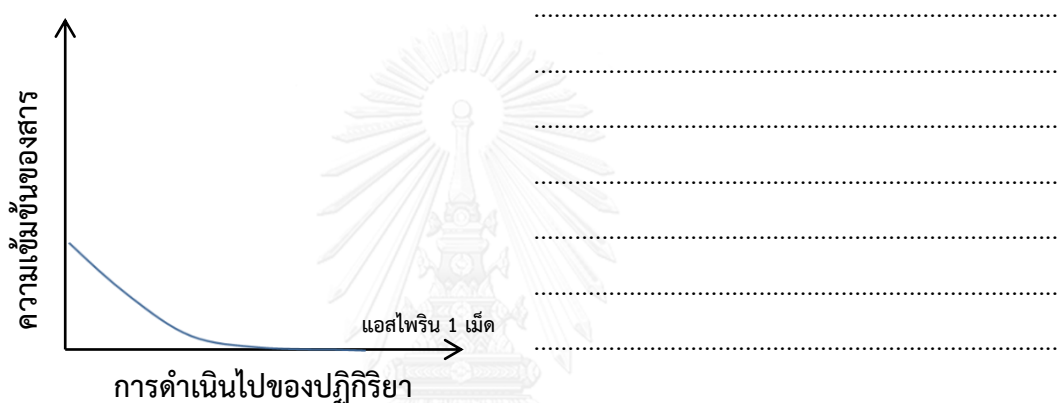 ความเข้มข้นของสาร
แอสไพริน 1 เม็ด
การดำเนินไปของปฏิกิริยา